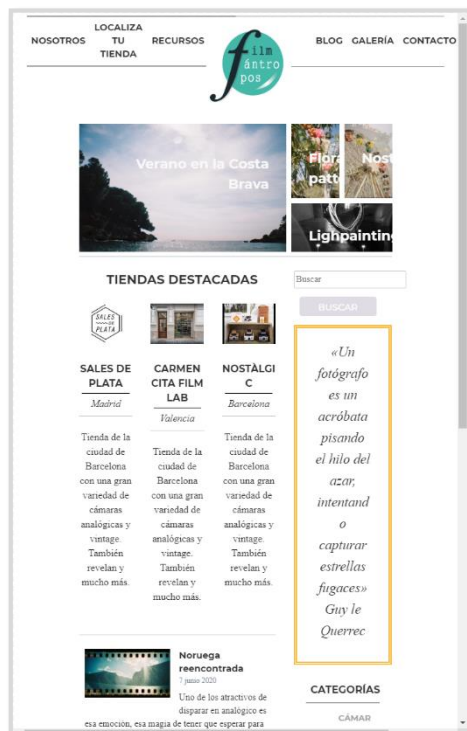 NOSOTROS
LOCALIZA
TU
TIENDA
RECURSOS
film
ántro
pos
BLOG
GALERÍA
CONTACTO
Verano en la Costa
Brava
Flora
patt
Nost
Lighpainting
TIENDAS DESTACADAS
SALES
DE
PLATA
SALES DE
PLATA
Madrid
Tienda de la
ciudad de
Barcelona
con una gran
variedad de
cámaras
analógicas y
vintage.
También
revelan y
mucho más.
CARMEN
CITA FILM
LAB
Valencia
Tienda de la
ciudad de
Barcelona
con una gran
variedad de
cámaras
analógicas y
vintage.
También
revelan y
mucho más.
NOSTÀLGI
C
Barcelona
Tienda de la
ciudad de
Barcelona
con una gran
variedad de
cámaras
analógicas y
vintage.
También
revelan y
mucho más.
Noruega
reencontrada
7 junio 2020
Uno de los atractivos de
disparar en analógico es
esa emoción, esa magia de tener que esperar para
Buscar
BUSCAR
«Un
fotógrafo
es un
acróbata
pisando
el hilo del
azar,
intentand
o
capturar
estrellas
fugaces»
Guy le
Querrec
CATEGORÍAS
CÁMAR